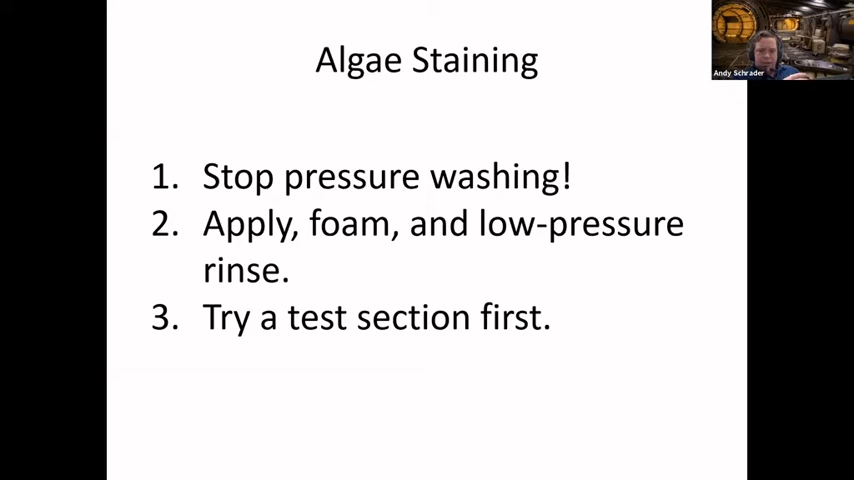 Algae Staining
Andy Schrader
1. Stop pressure washing!
2. Apply, foam, and low-pressure
rinse.
3. Try a test section first.